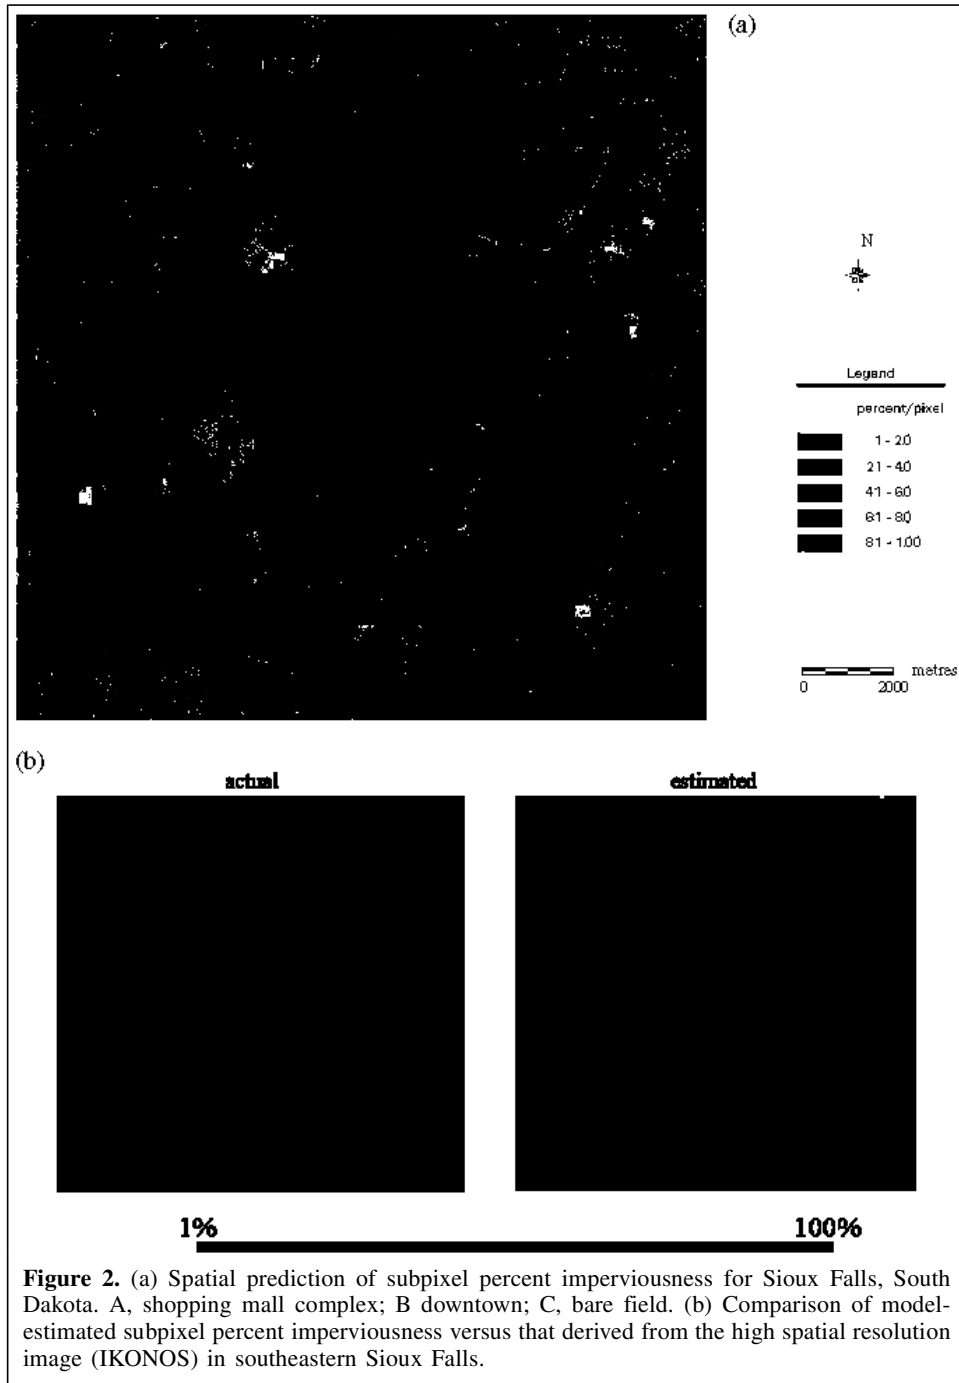 (a)
N
Legand
percent/pixel
1 - 20
21 - 40
41 - 60
61 - 80
81 - 100
metres
0 2000
(b)
actual
estimated
1% 100%
Figure 2. (a) Spatial prediction of subpixel percent imperviousness for Sioux Falls, South
Dakota. A, shopping mall complex; B downtown; C, bare field. (b) Comparison of model-
estimated subpixel percent imperviousness versus that derived from the high spatial resolution
image (IKONOS) in southeastern Sioux Falls.